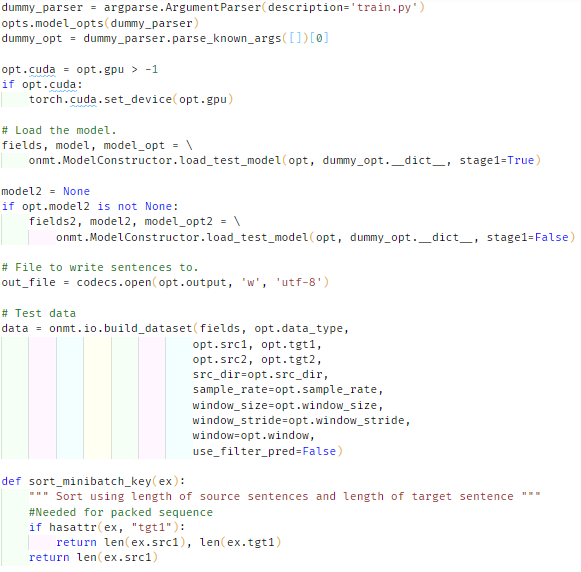 dummy_parser = argparse.ArgumentParser(description='train.py')
opts.model_opts(dummy_parser)
dummy_opt = dummy_parser.parse_known_args([])[0]

opt.cuda = opt.gpu > -1
if opt.cuda:
    torch.cuda.set_device(opt.gpu)

# Load the model.
fields, model, model_opt = \
    onmt.ModelConstructor.load_test_model(opt, dummy_opt.__dict__, stage1=True)

model2 = None
if opt.model2 is not None:
    fields2, model2, model_opt2 = \
        onmt.ModelConstructor.load_test_model(opt, dummy_opt.__dict__, stage1=False)

# File to write sentences to.
out_file = codecs.open(opt.output, 'w', 'utf-8')

# Test data
data = onmt.io.build_dataset(fields, opt.data_type,
                             opt.src1, opt.tgt1,
                             opt.src2, opt.tgt2,
                             src_dir=opt.src_dir,
                             sample_rate=opt.sample_rate,
                             window_size=opt.window_size,
                             window_stride=opt.window_stride,
                             window=opt.window,
                             use_filter_pred=False)

def sort_minibatch_key(ex):
    """ Sort using length of source sentences and length of target sentence """
    #Needed for packed sequence
    if hasattr(ex, "tgt1"):
        return len(ex.src1), len(ex.tgt1)
    return len(ex.src1)